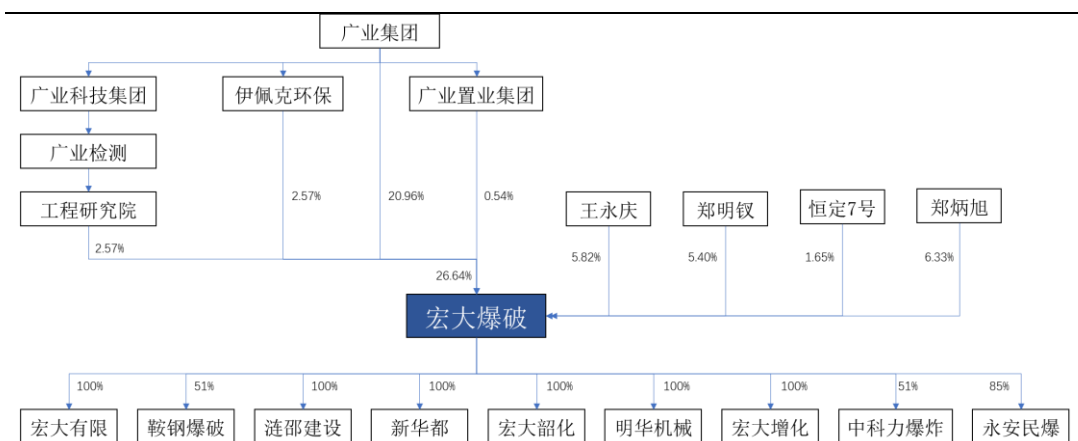 广业集团
广业科技集团
伊佩克环保
广业置业集团
广业检测
工程研究院
2.57%
20.96%
0.54%
王永庆
郑明钗
恒定7号
郑炳旭
2.57%
5.82%
5.40%
1.65%
6.33%
26.64%
宏大爆破
100%
51%
100%
100%
100%
100%
100%
51%
85%
宏大有限
鞍钢爆破
涟邵建设
新华都
宏大韶化
明华机械
宏大增化
中科力爆炸
永安民爆